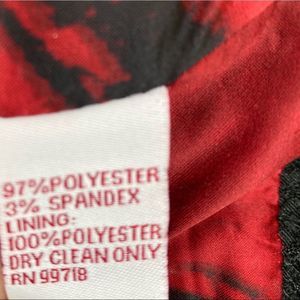 97%POLYESTER
3% SPANDEX
LINING:
100%POLYESTER
DRY CLEAN ONLY
RN 99718